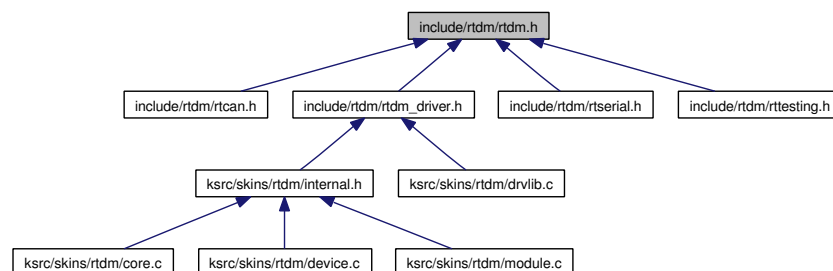 include/rtdm/rtdm.h
include/rtdm/rtcan.h
include/rtdm/rtdm_driver.h
include/rtdm/rtserial.h
include/rtdm/rttesting.h
ksrc/skins/rtdm/internal.h
ksrc/skins/rtdm/drvlib.c
ksrc/skins/rtdm/core.c
ksrc/skins/rtdm/device.c
ksrc/skins/rtdm/module.c